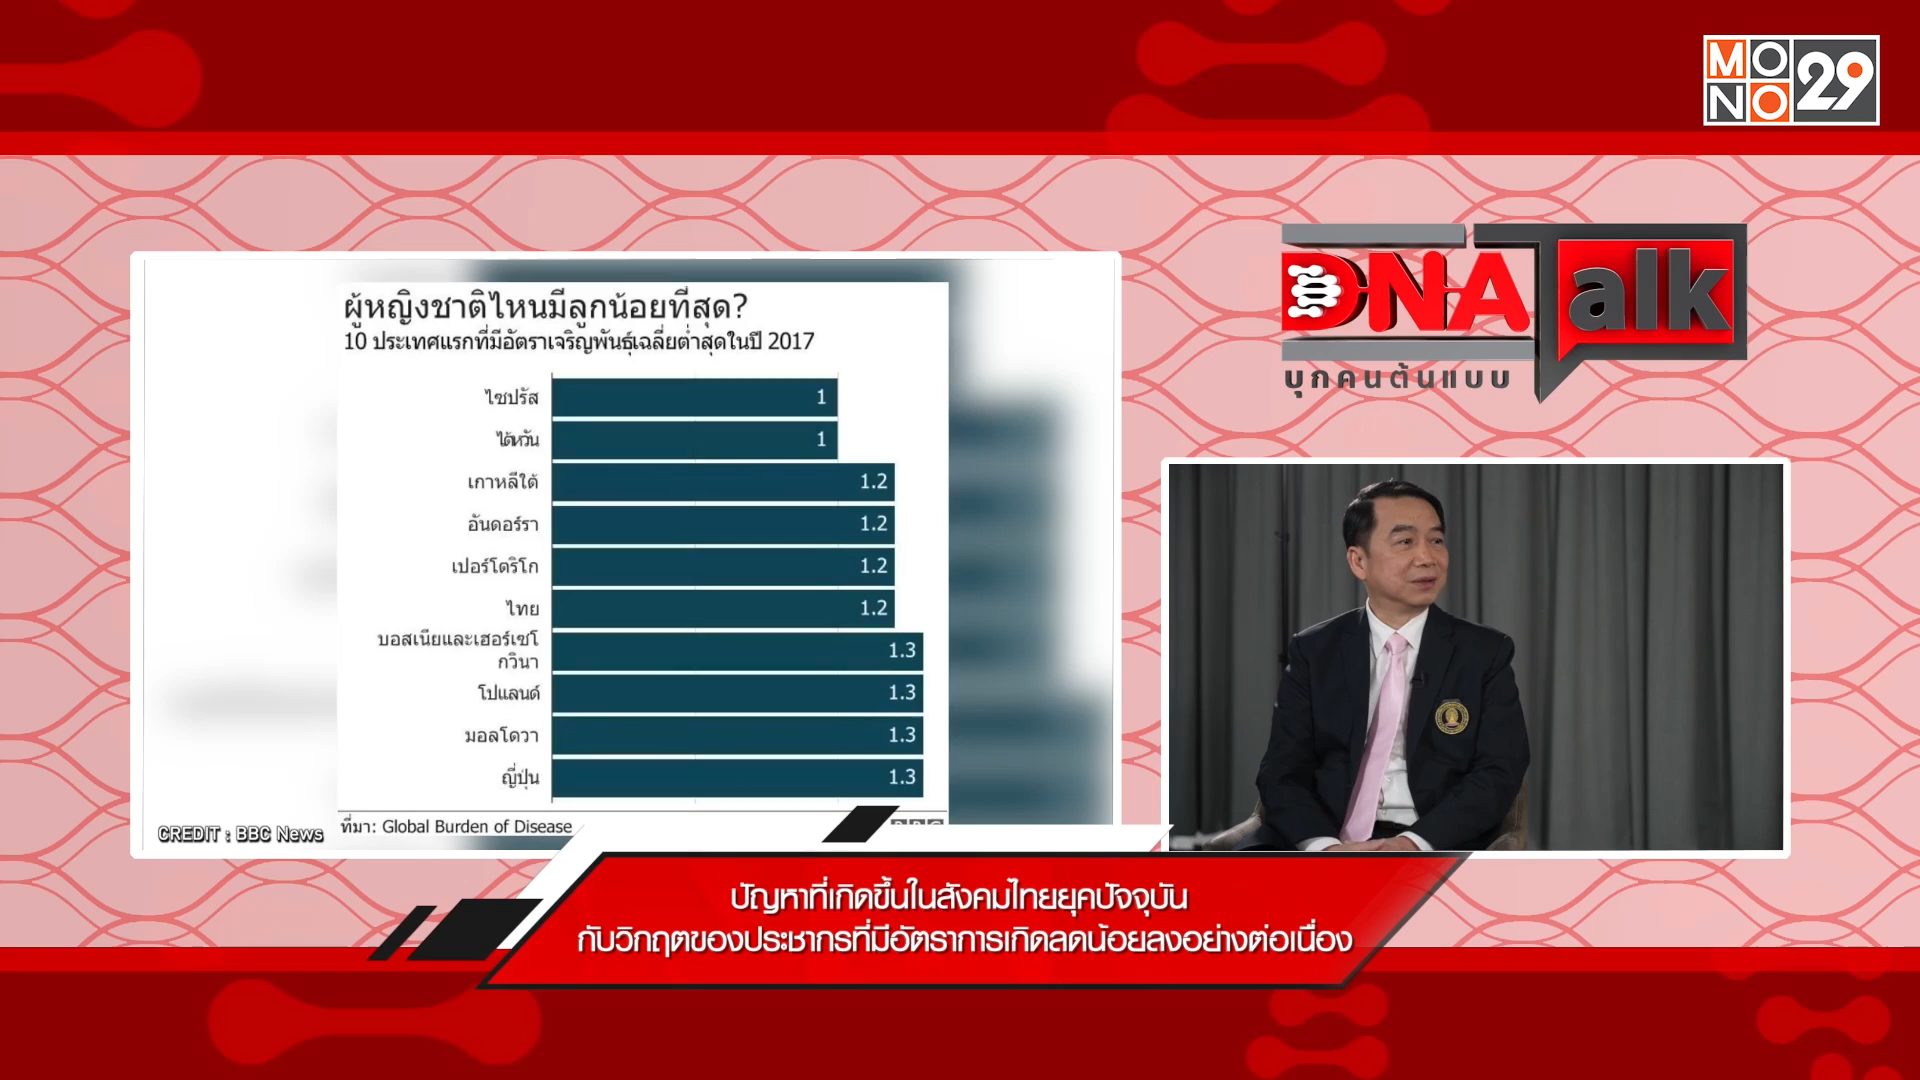 MONO 29
DNA Talk
บุกคนต้นแบบ
ผู้หญิงชาติไหนมีลูกน้อยที่สุด?
10 ประเทศแรกที่มีอัตราเจริญพันธุ์เฉลี่ยต่ำสุดในปี 2017
ไซปรัส 1
ไต้หวัน 1
เกาหลีใต้ 1.2
อันดอร์รา 1.2
เปอร์โตริโก 1.2
ไทย 1.2
บอสเนียและเฮอร์เซโ
กวินา 1.3
โปแลนด์ 1.3
มอลโดวา 1.3
ญี่ปุ่น 1.3
ที่มา: Global Burden of Disease
BBC
CREDIT : BBC News
ปัญหาที่เกิดขึ้นในสังคมไทยยุคปัจจุบัน
กับวิกฤตของประชากรที่มีอัตราการเกิดลดน้อยลงอย่างต่อเนื่อง